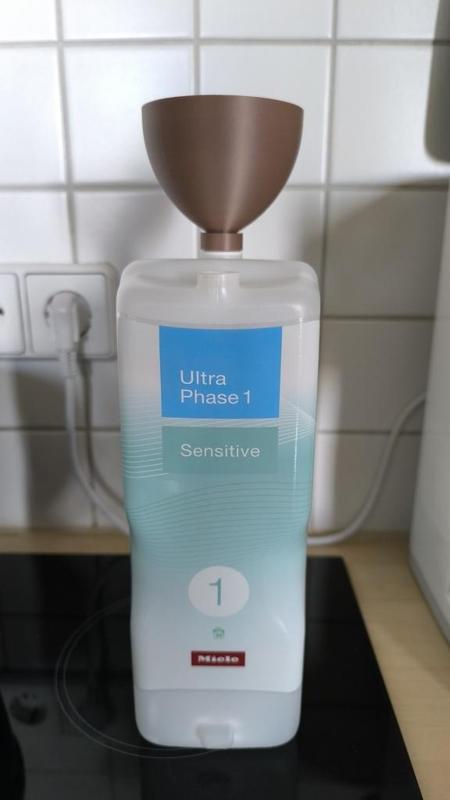 Ultra
Phase 1
Sensitive
1
Miele